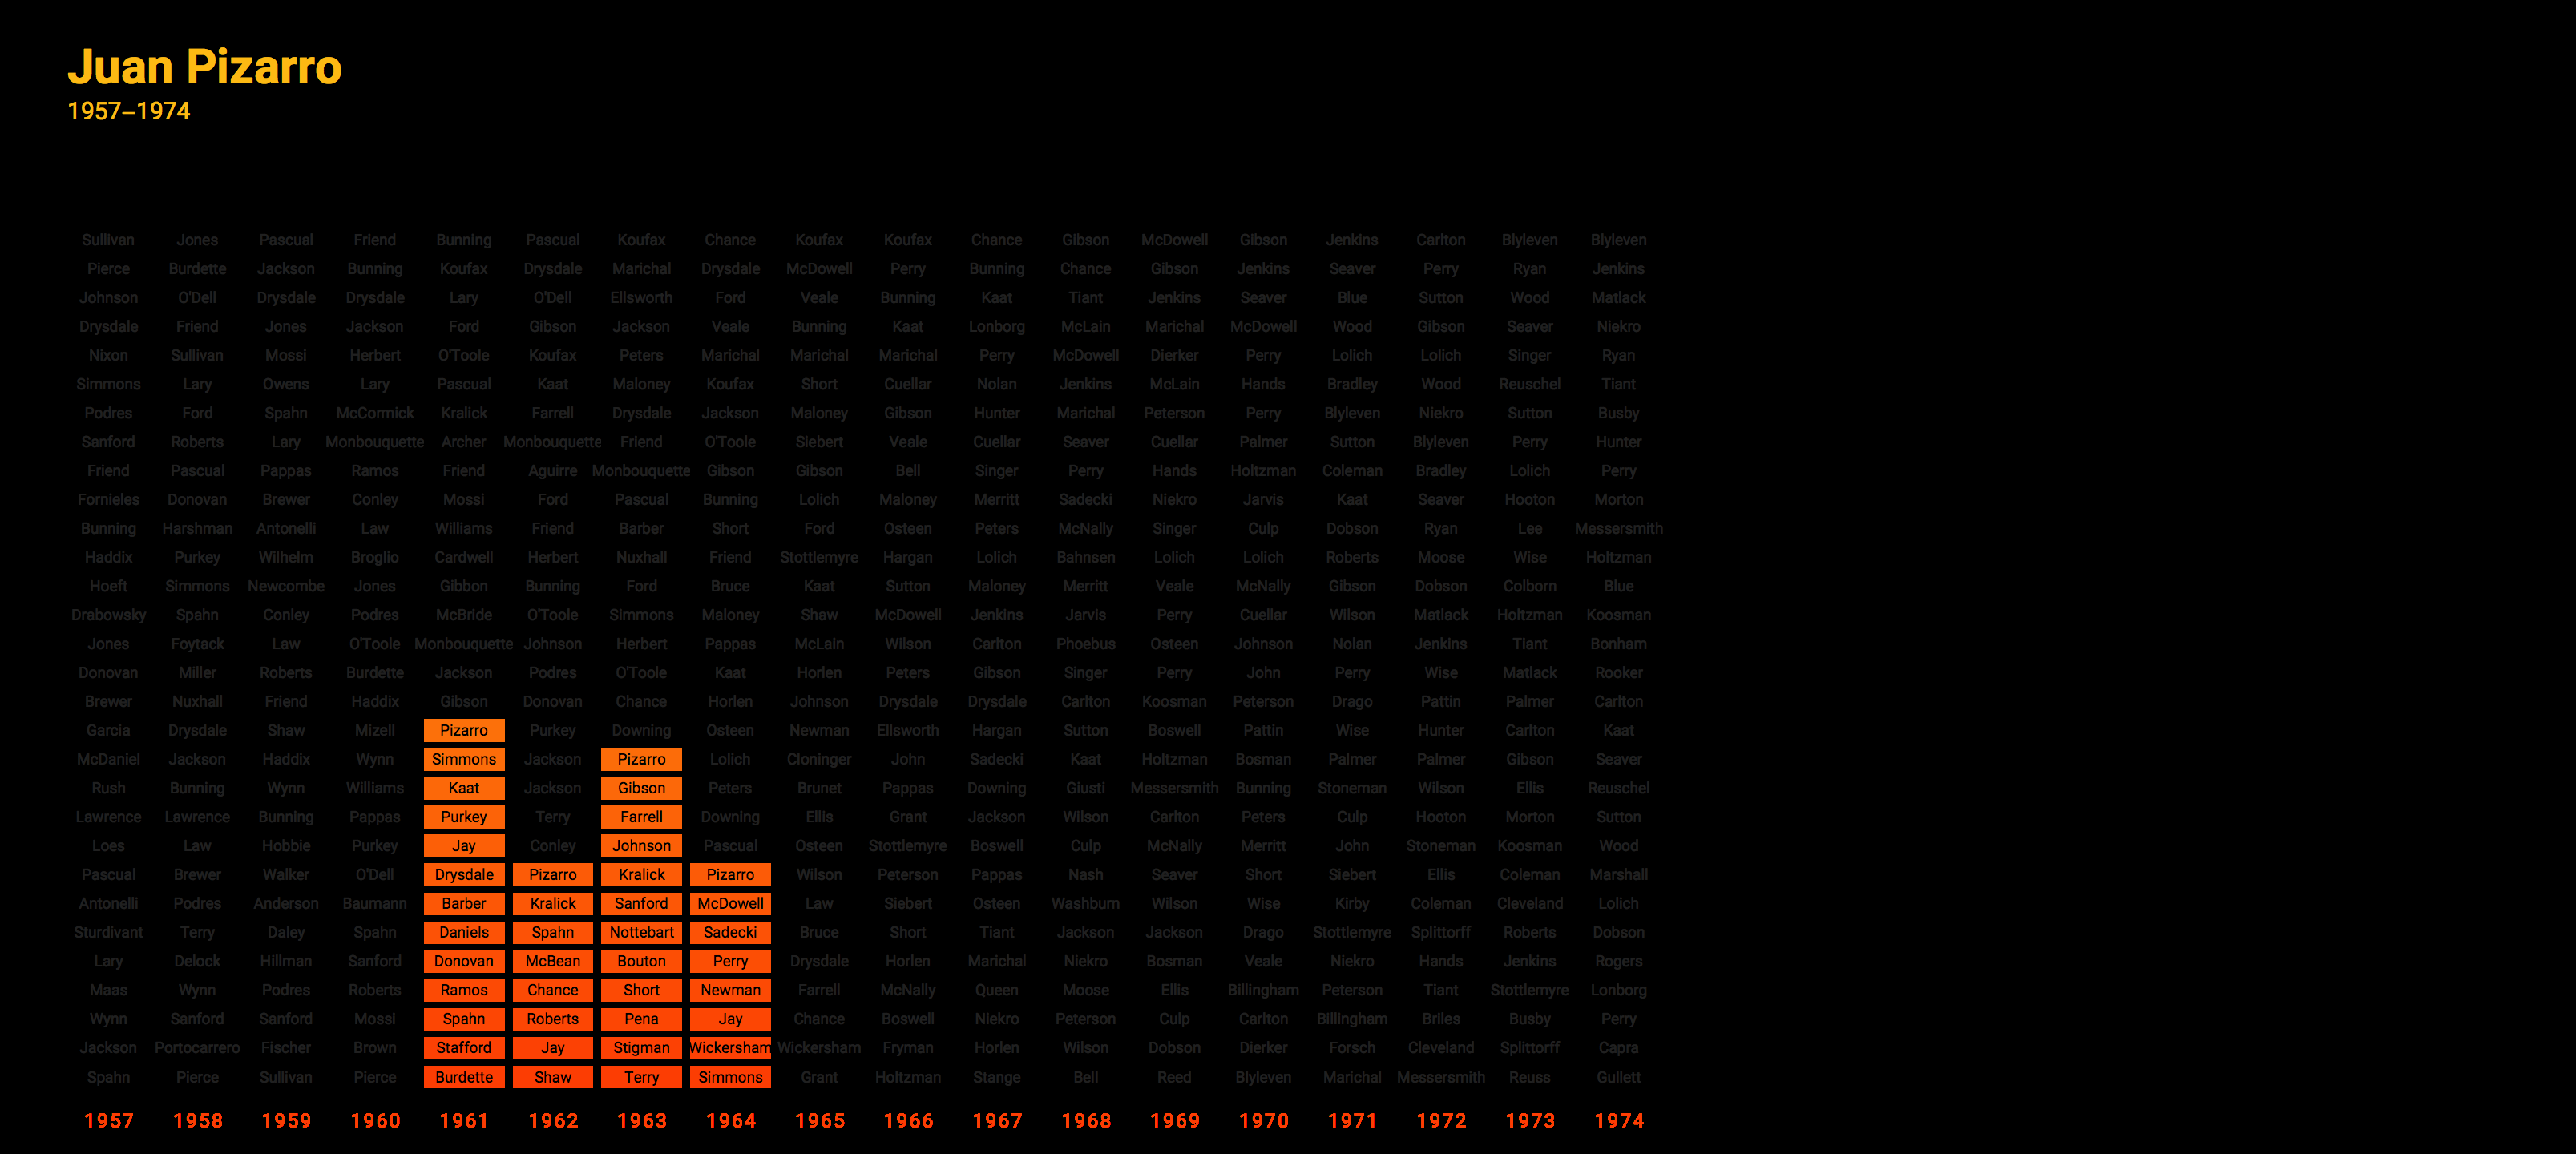 Juan Pizarro
1957–1974
Sullivan Jones Pascual Friend Bunning Pascual Koufax Chance Koufax Koufax Chance Gibson McDowell Gibson Jenkins Carlton Blyleven Blyleven
Pierce Burdette Jackson Bunning Koufax Drysdale Marichal Drysdale McDowell Perry Bunning Chance Gibson Jenkins Seaver Perry Ryan Jenkins
Johnson O'Dell Drysdale Drysdale Lary O'Dell Ellsworth Ford Veale Bunning Kaat Tiant Jenkins Seaver Blue Sutton Wood Matlack
Drysdale Friend Jones Jackson Ford Gibson Jackson Veale Bunning Kaat Lonborg McLain Marichal McDowell Wood Gibson Seaver Niekro
Nixon Sullivan Mossi Herbert O'Toole Koufax Peters Marichal Marichal Marichal Perry McDowell Dierker Perry Lolich Lolich Singer Ryan
Simmons Lary Owens Lary Pascual Kaat Maloney Koufax Short Cuellar Nolan Jenkins McLain Hands Bradley Wood Reuschel Tiant
Podres Ford Spahn McCormick Kralick Farrell Drysdale Jackson Maloney Gibson Hunter Marichal Peterson Perry Blyleven Niekro Sutton Busby
Sanford Roberts Lary Monbouquette Archer Monbouquette Friend O'Toole Siebert Veale Cuellar Seaver Cuellar Palmer Sutton Blyleven Perry Hunter
Friend Pascual Pappas Ramos Friend Aguirre Monbouquette Gibson Gibson Bell Singer Perry Hands Holtzman Coleman Bradley Lolich Perry
Fornieles Donovan Brewer Conley Mossi Ford Pascual Bunning Lolich Maloney Merritt Sadecki Niekro Jarvis Kaat Seaver Hooton Morton
Bunning Harshman Antonelli Law Williams Friend Barber Short Ford Osteen Peters McNally Singer Culp Dobson Ryan Lee Messersmith
Haddix Purkey Wilhelm Broglio Cardwell Herbert Nuxhall Friend Stottlemyre Hargan Lolich Bahnsen Lolich Lolich Roberts Moose Wise Holtzman
Hoeft Simmons Newcombe Jones Gibbon Bunning Ford Bruce Kaat Sutton Maloney Merritt Veale McNally Gibson Dobson Colborn Blue
Drabowsky Spahn Conley Podres McBride O'Toole Simmons Maloney Shaw McDowell Jenkins Jarvis Perry Cuellar Wilson Matlack Holtzman Koosman
Jones Foytack Law O'Toole Monbouquette Johnson Herbert Pappas McLain Wilson Carlton Phoebus Osteen Johnson Nolan Jenkins Tiant Bonham
Donovan Miller Roberts Burdette Jackson Podres O'Toole Kaat Horlen Peters Gibson Singer Perry John Perry Wise Matlack Rooker
Brewer Nuxhall Friend Haddix Gibson Donovan Chance Horlen Johnson Drysdale Drysdale Carlton Koosman Peterson Drago Pattin Palmer Carlton
Garcia Drysdale Shaw Mizell Pizarro Purkey Downing Osteen Newman Ellsworth Hargan Sutton Boswell Pattin Wise Hunter Carlton Kaat
McDaniel Jackson Haddix Wynn Simmons Jackson Pizarro Lolich Cloninger John Sadecki Kaat Holtzman Bosman Palmer Palmer Gibson Seaver
Rush Bunning Wynn Williams Kaat Jackson Gibson Peters Brunet Pappas Downing Giusti Messersmith Bunning Stoneman Wilson Ellis Reuschel
Lawrence Lawrence Bunning Pappas Purkey Terry Farrell Downing Ellis Grant Jackson Wilson Carlton Peters Culp Hooton Morton Sutton
Loes Law Hobbie Purkey Jay Conley Johnson Pascual Osteen Stottlemyre Boswell Culp McNally Merritt John Stoneman Koosman Wood
Pascual Brewer Walker O'Dell Drysdale Pizarro Kralick Pizarro Wilson Peterson Pappas Nash Seaver Short Siebert Ellis Coleman Marshall
Antonelli Podres Anderson Baumann Barber Kralick Sanford McDowell Law Siebert Osteen Washburn Wilson Wise Kirby Coleman Cleveland Lolich
Sturdivant Terry Daley Spahn Daniels Spahn Nottebart Sadecki Bruce Short Tiant Jackson Jackson Drago Stottlemyre Splittorff Roberts Dobson
Lary Delock Hillman Sanford Donovan McBean Bouton Perry Drysdale Horlen Marichal Niekro Bosman Veale Niekro Hands Jenkins Rogers
Maas Wynn Podres Roberts Ramos Chance Short Newman Farrell McNally Queen Moose Ellis Billingham Peterson Tiant Stottlemyre Lonborg
Wynn Sanford Sanford Mossi Spahn Roberts Pena Jay Chance Boswell Niekro Peterson Culp Carlton Billingham Briles Busby Perry
Jackson Portocarrero Fischer Brown Stafford Jay Stigman Wickersham Wickersham Fryman Horlen Wilson Dobson Dierker Forsch Cleveland Splittorff Capra
Spahn Pierce Sullivan Pierce Burdette Shaw Terry Simmons Grant Holtzman Stange Bell Reed Blyleven Marichal Messersmith Reuss Gullett
1957 1958 1959 1960 1961 1962 1963 1964 1965 1966 1967 1968 1969 1970 1971 1972 1973 1974